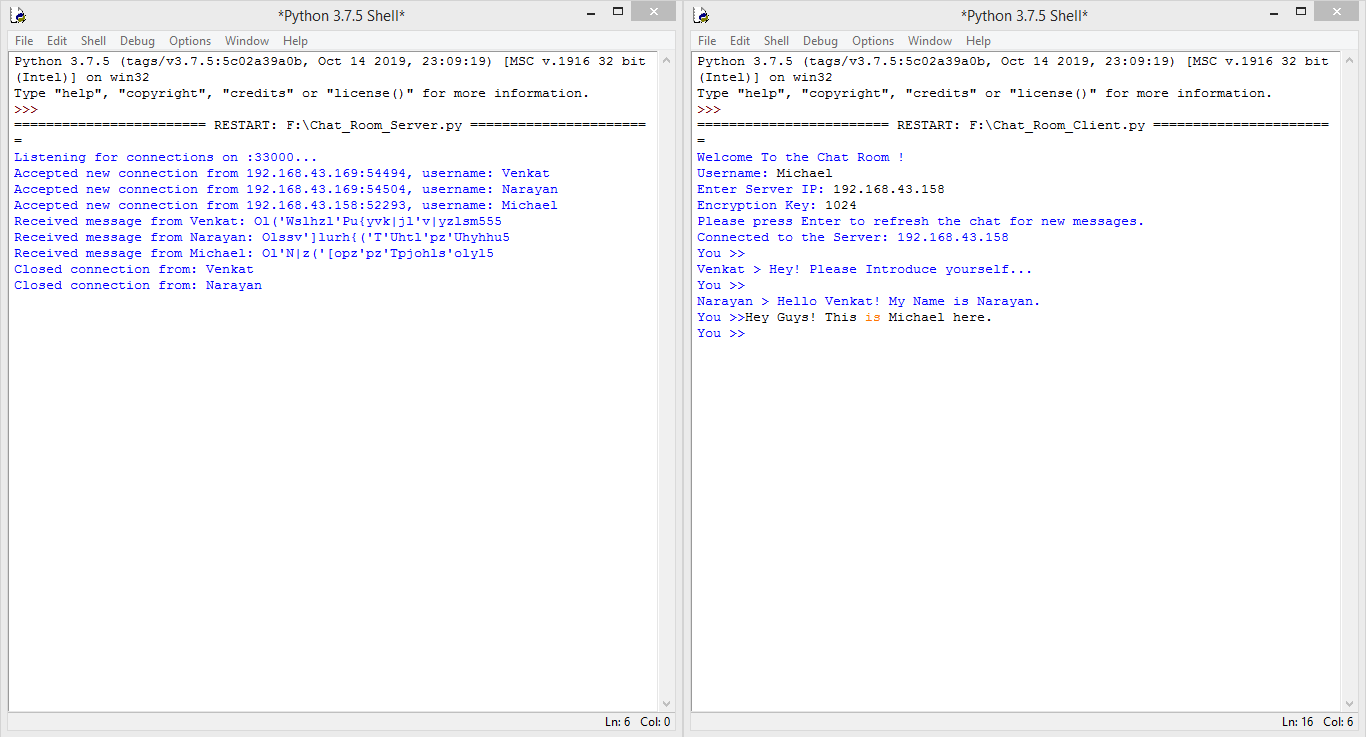 *Python 3.7.5 Shell*
File Edit Shell Debug Options Window Help
Python 3.7.5 (tags/v3.7.5:5c02a39a0b, Oct 14 2019, 23:09:19) [MSC v.1916 32 bit
(Intel)] on win32
Type "help", "copyright", "credits" or "license()" for more information.
>>>
======================== RESTART: F:\Chat_Room_Server.py ======================
=
Listening for connections on :33000...
Accepted new connection from 192.168.43.169:54494, username: Venkat
Accepted new connection from 192.168.43.169:54504, username: Narayan
Accepted new connection from 192.168.43.158:52293, username: Michael
Received message from Venkat: Ol('Wslhzl'Pu{yvk|jl'v|yzlsm555
Received message from Narayan: Olssv']lurh{('T'Uhtl'pz'Uhyhhu5
Received message from Michael: Ol'N|z('[opz'pz'Tpjohls'olyl5
Closed connection from: Venkat
Closed connection from: Narayan
Ln: 6 Col: 0
*Python 3.7.5 Shell*
File Edit Shell Debug Options Window Help
Python 3.7.5 (tags/v3.7.5:5c02a39a0b, Oct 14 2019, 23:09:19) [MSC v.1916 32 bit
(Intel)] on win32
Type "help", "copyright", "credits" or "license()" for more information.
>>>
======================== RESTART: F:\Chat_Room_Client.py ======================
=
Welcome To the Chat Room !
Username: Michael
Enter Server IP: 192.168.43.158
Encryption Key: 1024
Please press Enter to refresh the chat for new messages.
Connected to the Server: 192.168.43.158
You >>
Venkat > Hey! Please Introduce yourself...
You >>
Narayan > Hello Venkat! My Name is Narayan.
You >>Hey Guys! This is Michael here.
You >>
Ln: 16 Col: 6